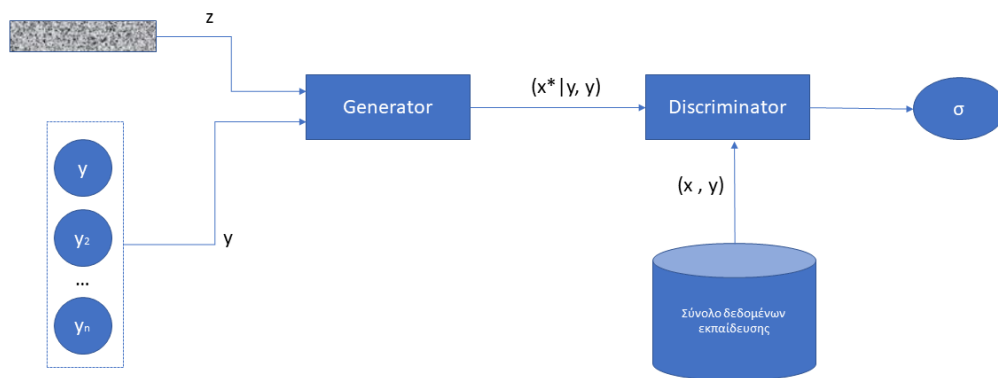 z
Generator
(x*|y, y)
Discriminator
σ
y
y₂
...
yₙ
y
(x , y)
Σύνολο δεδομένων
εκπαίδευσης